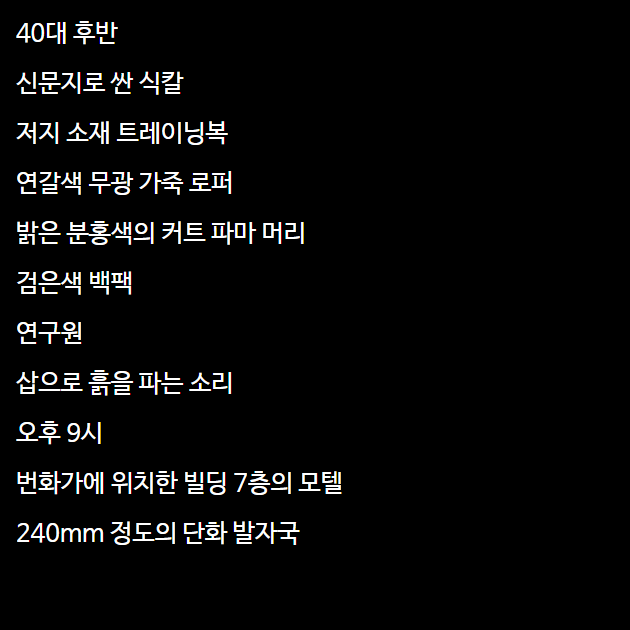 40대 후반
신문지로 싼 식칼
저지 소재 트레이닝복
연갈색 무광 가죽 로퍼
밝은 분홍색의 커트 파마 머리
검은색 백팩
연구원
삽으로 흙을 파는 소리
오후 9시
번화가에 위치한 빌딩 7층의 모텔
240mm 정도의 단화 발자국